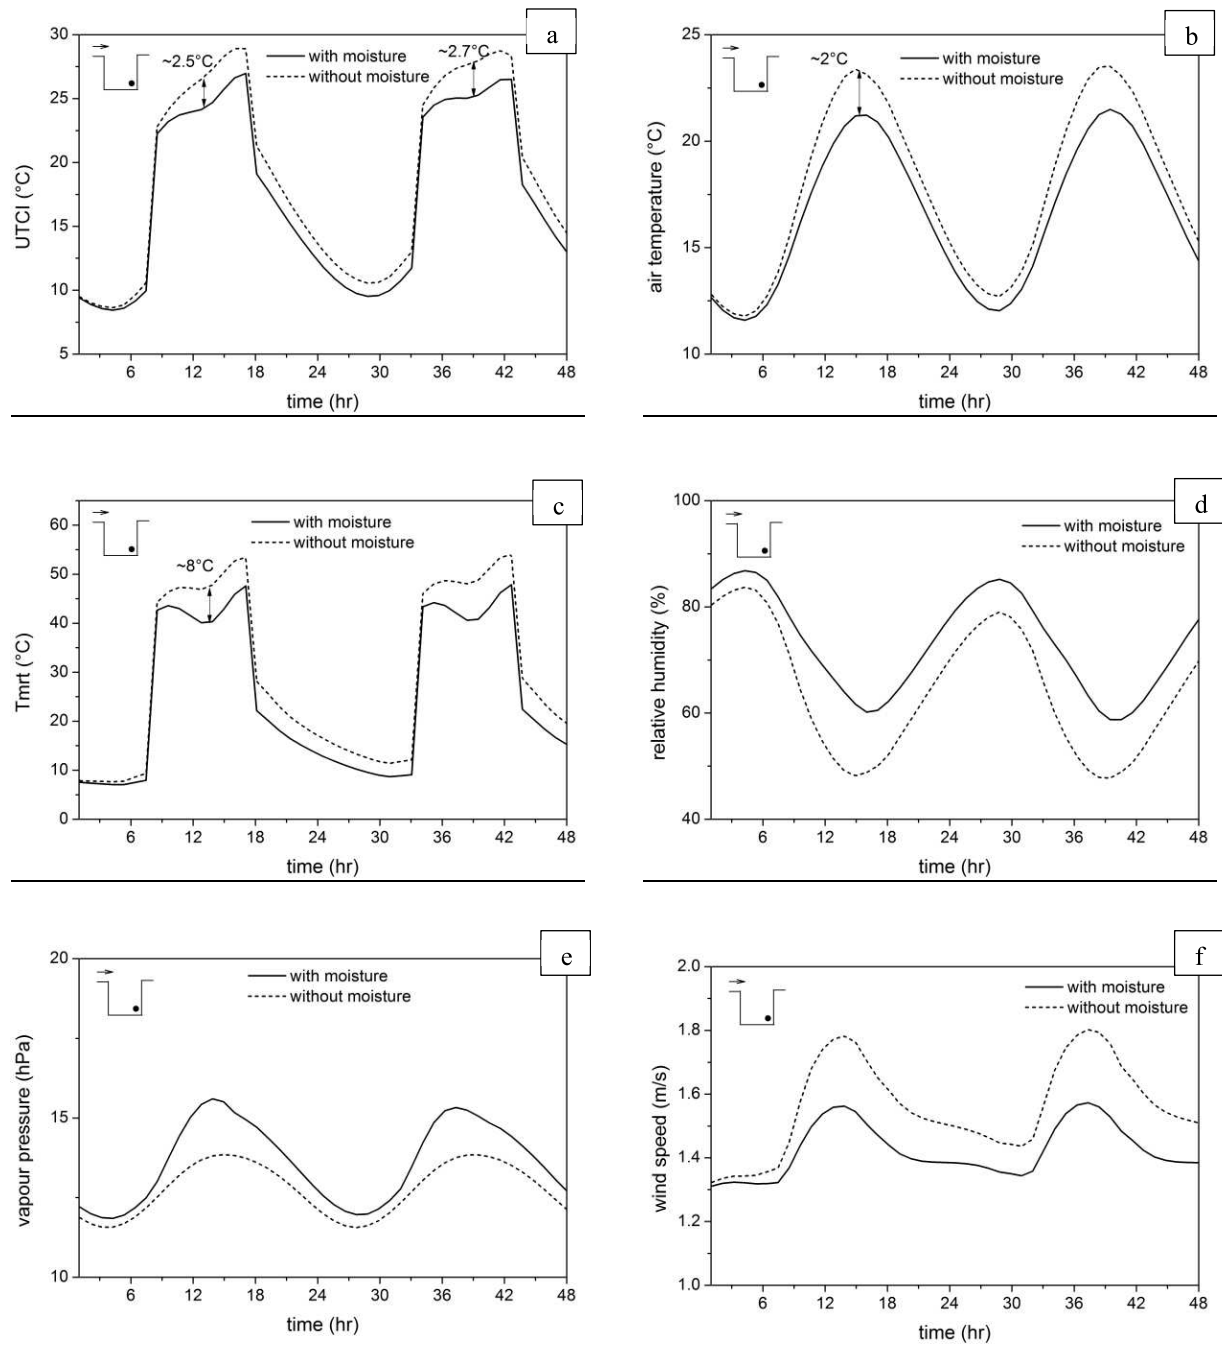 a
with moisture
without moisture
~2.5°C
~2.7°C
30
25
20
15
10
5
UTCI (°C)
6 12 18 24 30 36 42 48
time (hr)
b
with moisture
without moisture
~2°C
25
20
15
10
air temperature (°C)
6 12 18 24 30 36 42 48
time (hr)
c
with moisture
without moisture
~8°C
60
50
40
30
20
10
0
Tmrt (°C)
6 12 18 24 30 36 42 48
time (hr)
d
with moisture
without moisture
100
80
60
40
relative humidity (%)
6 12 18 24 30 36 42 48
time (hr)
e
with moisture
without moisture
20
15
10
vapour pressure (hPa)
6 12 18 24 30 36 42 48
time (hr)
f
with moisture
without moisture
2.0
1.8
1.6
1.4
1.2
1.0
wind speed (m/s)
6 12 18 24 30 36 42 48
time (hr)